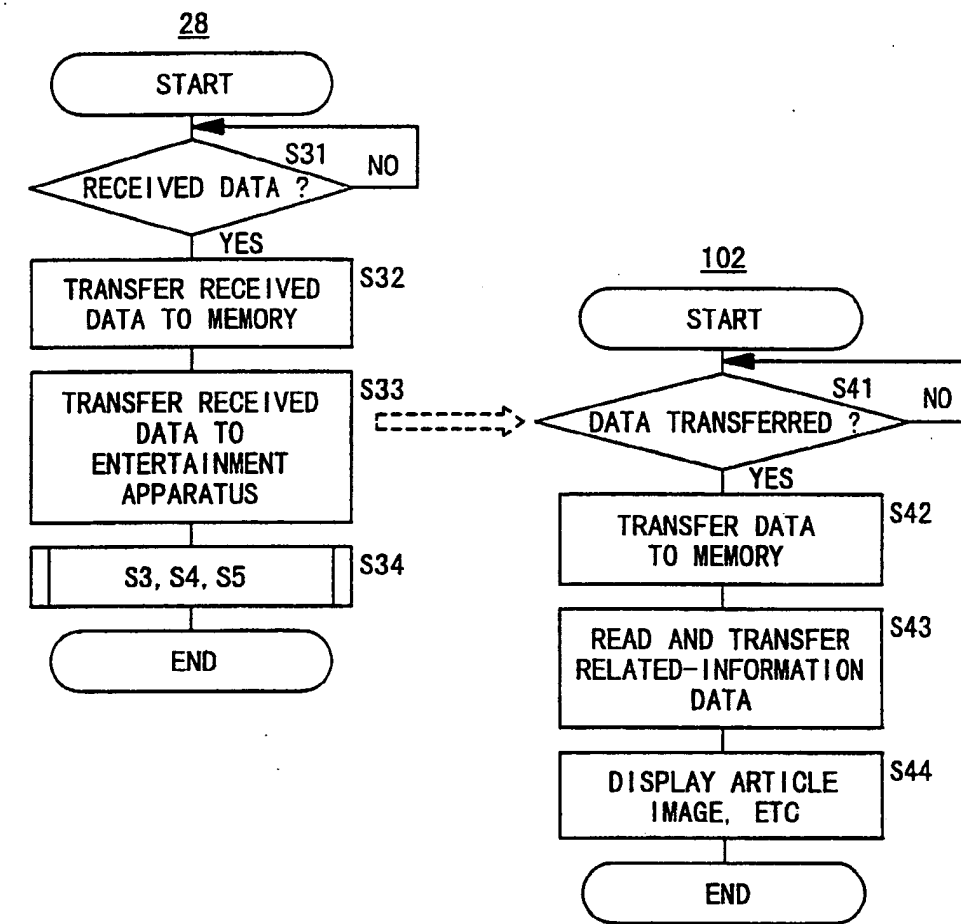 28
START
S31
NO
RECEIVED DATA ?
YES
TRANSFER RECEIVED
DATA TO MEMORY
S32
TRANSFER RECEIVED
DATA TO
ENTERTAINMENT
APPARATUS
S33
S3, S4, S5
S34
END
102
START
S41
NO
DATA TRANSFERRED ?
YES
TRANSFER DATA
TO MEMORY
S42
READ AND TRANSFER
RELATED-INFORMATION
DATA
S43
DISPLAY ARTICLE
IMAGE, ETC
S44
END